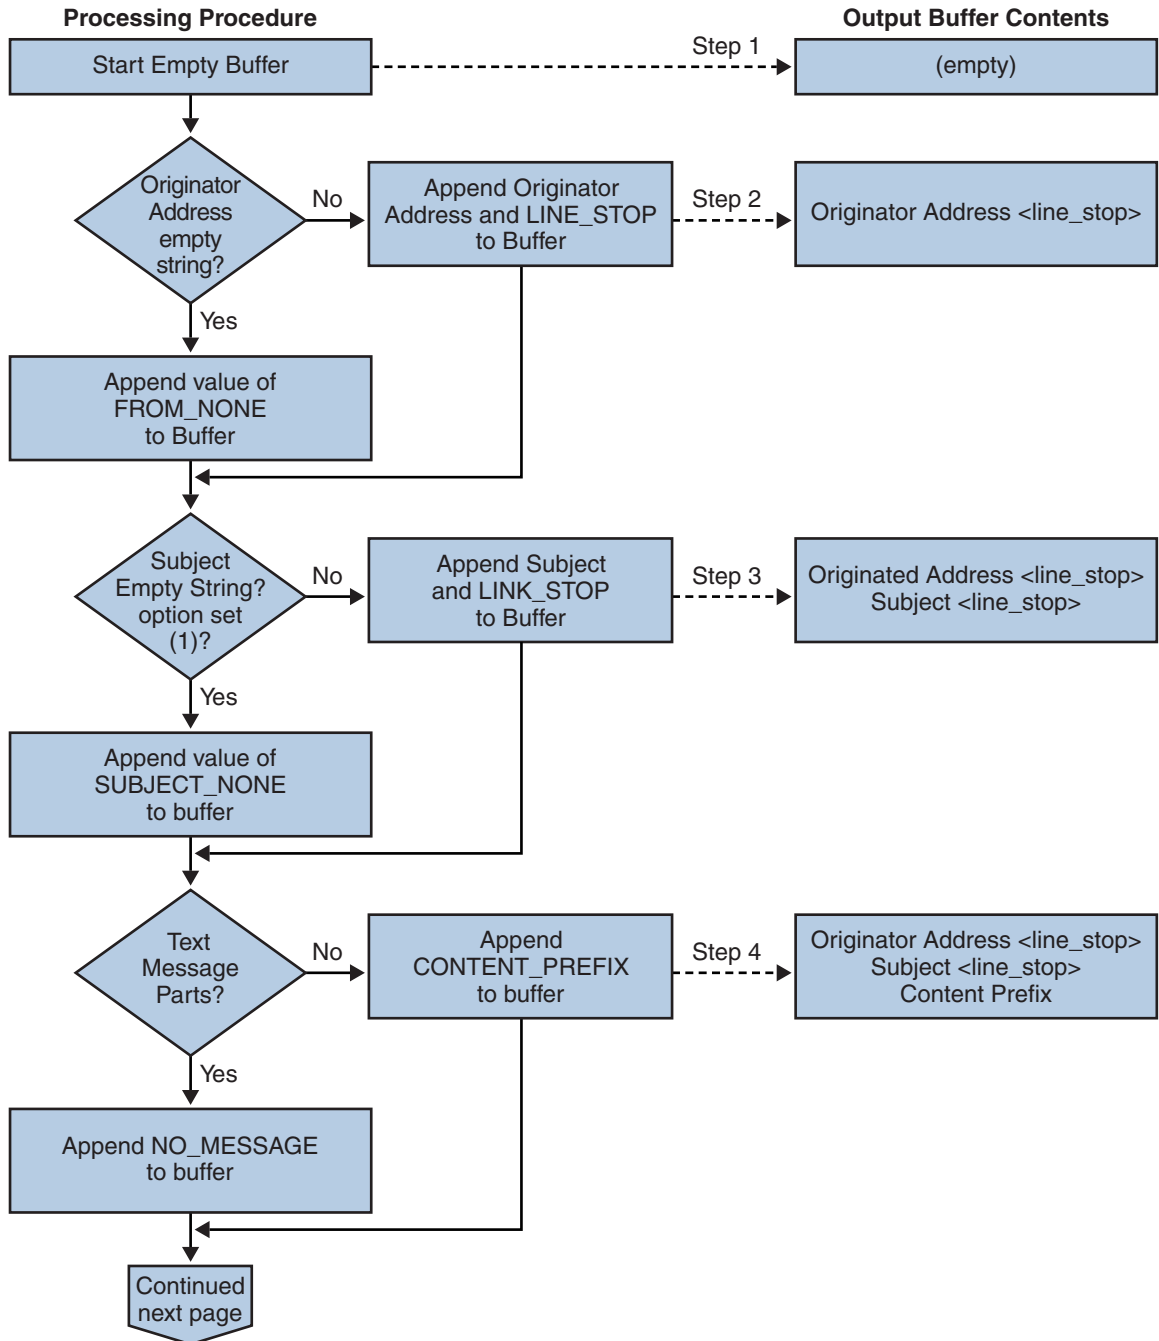 Processing Procedure
Output Buffer Contents
Start Empty Buffer
Step 1
(empty)
Originator
Address
empty
string?
No
Append Originator
Address and LINE_STOP
to Buffer
Step 2
Originator Address <line_stop>
Yes
Append value of
FROM_NONE
to Buffer
Subject
Empty String?
option set
(1)?
No
Append Subject
and LINK_STOP
to Buffer
Step 3
Originated Address <line_stop>
Subject <line_stop>
Yes
Append value of
SUBJECT_NONE
to buffer
Text
Message
Parts?
No
Append
CONTENT_PREFIX
to buffer
Step 4
Originator Address <line_stop>
Subject <line_stop>
Content Prefix
Yes
Append NO_MESSAGE
to buffer
Continued
next page